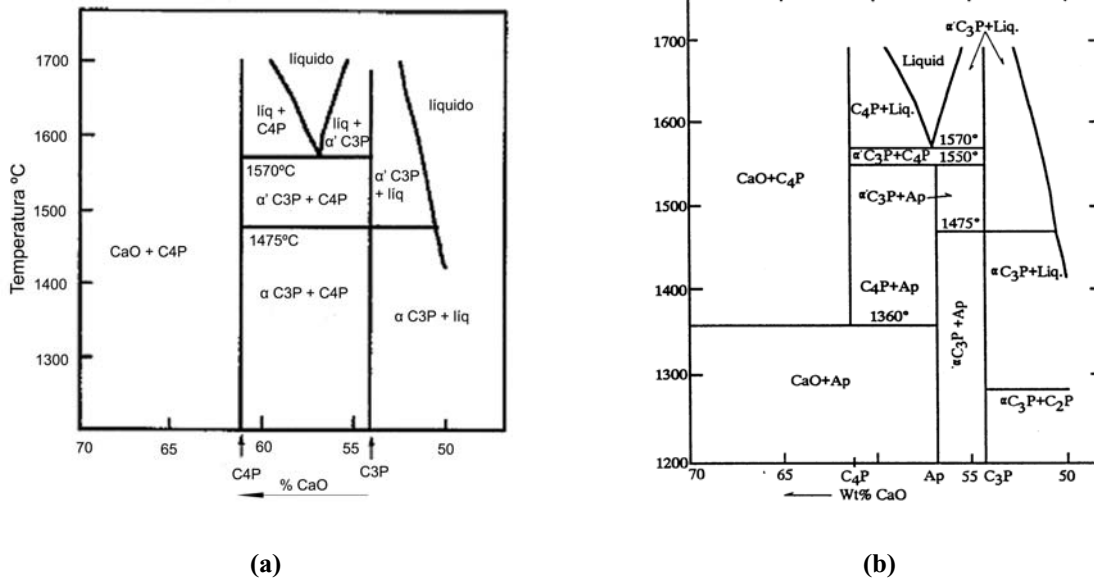 1700
1600
1500
1400
1300
Temperatura ºC
líquido
líq +
C4P
líq +
α' C3P
líquido
1570ºC
α' C3P
+ líq
α' C3P + C4P
1475ºC
CaO + C4P
α C3P + C4P
α C3P + líq
70
65
60
55
50
C4P
C3P
% CaO
(a)
α'C₃P+Liq.
1700
1600
1500
1400
1300
1200
Liquid
C₄P+Liq.
1570°
α'C₃P+C₄P
1550°
CaO+C₄P
α'C₃P+Ap
1475°
αC₃P+Liq.
C₄P+Ap
1360°
αC₃P+Ap
CaO+Ap
αC₃P+C₂P
70
65
C₄P
Ap
55
C₃P
50
Wt% CaO
(b)